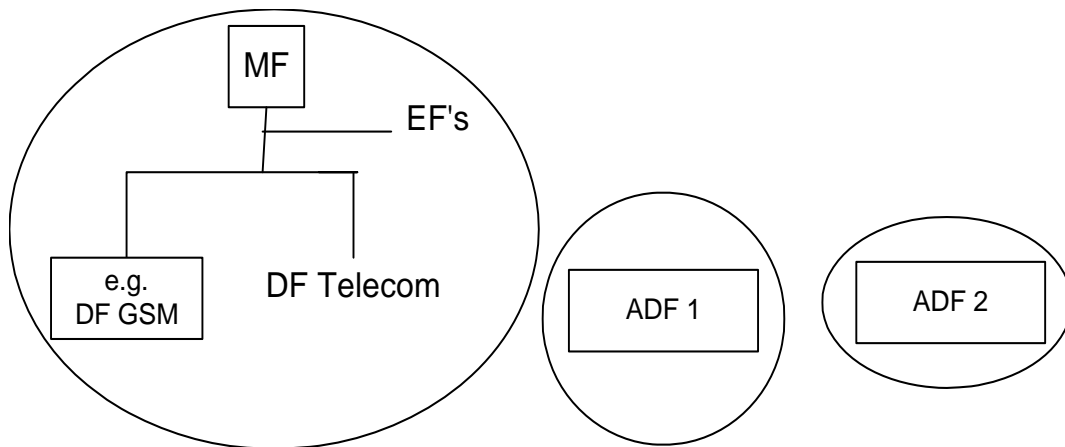 MF
EF's
e.g.
DF GSM
DF Telecom
ADF 1
ADF 2